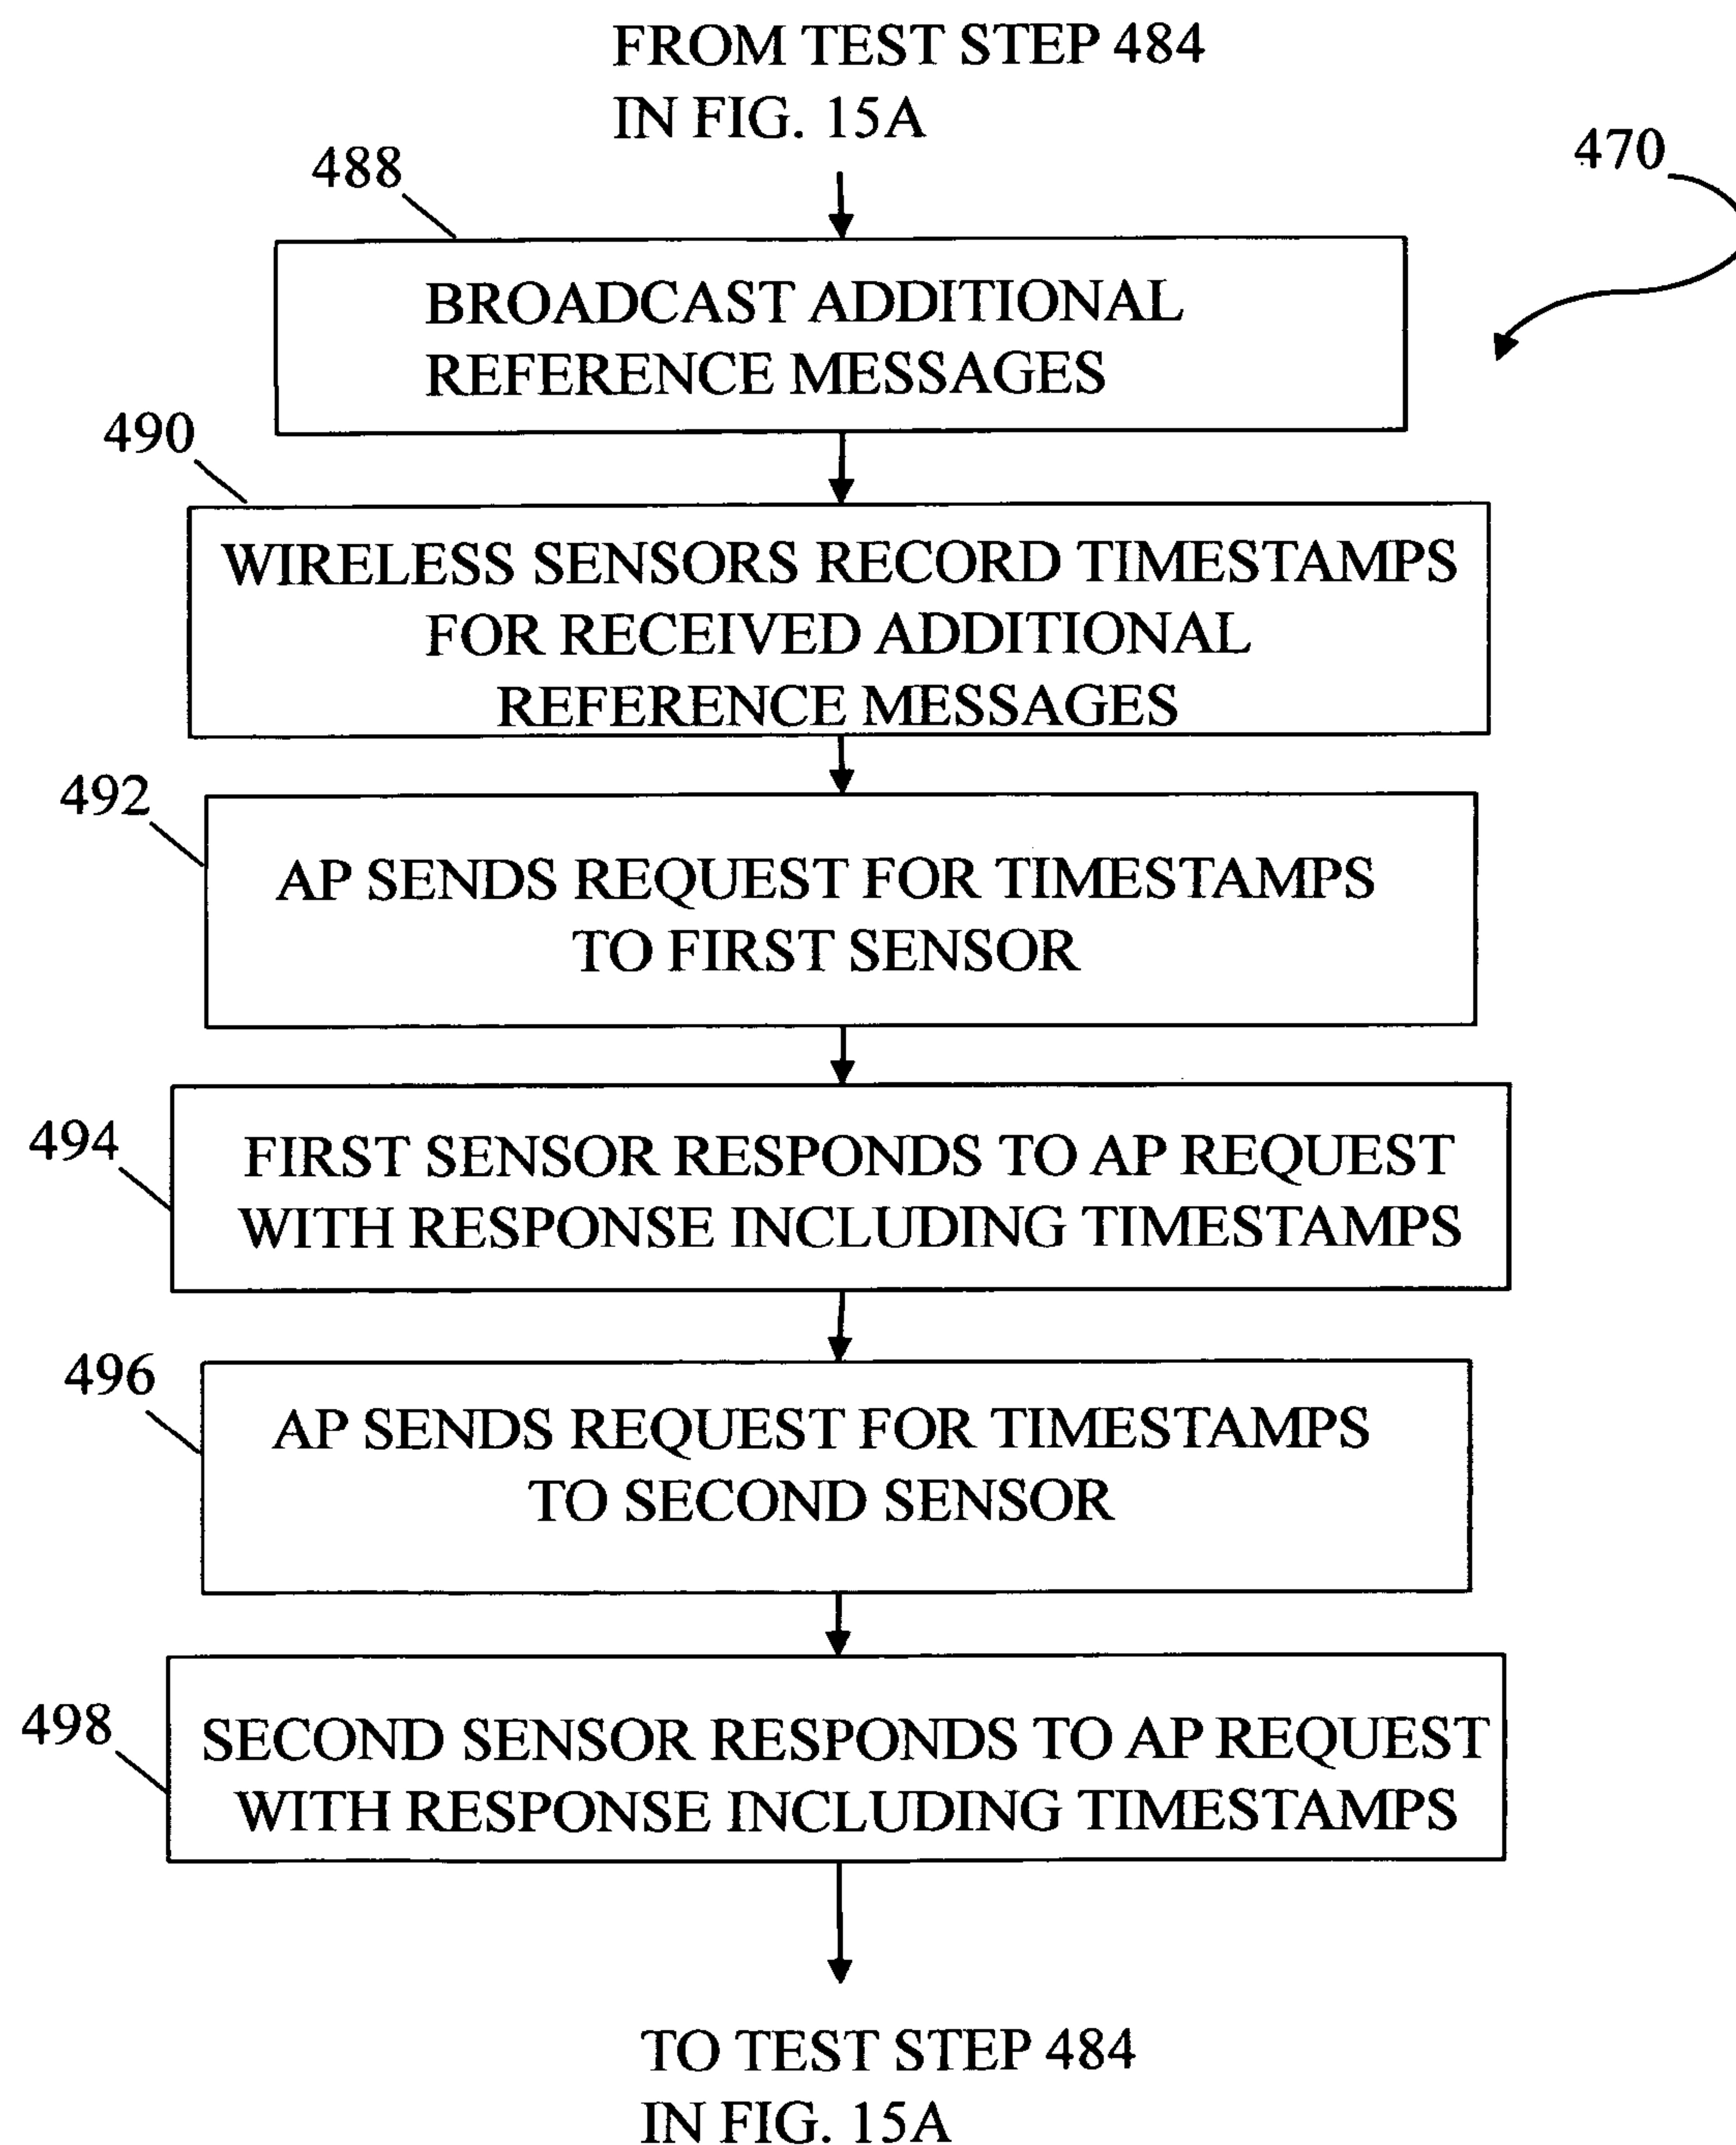 FROM TEST STEP 484
IN FIG. 15A
470
488
BROADCAST ADDITIONAL
REFERENCE MESSAGES
490
WIRELESS SENSORS RECORD TIMESTAMPS
FOR RECEIVED ADDITIONAL
REFERENCE MESSAGES
492
AP SENDS REQUEST FOR TIMESTAMPS
TO FIRST SENSOR
494
FIRST SENSOR RESPONDS TO AP REQUEST
WITH RESPONSE INCLUDING TIMESTAMPS
496
AP SENDS REQUEST FOR TIMESTAMPS
TO SECOND SENSOR
498
SECOND SENSOR RESPONDS TO AP REQUEST
WITH RESPONSE INCLUDING TIMESTAMPS
TO TEST STEP 484
IN FIG. 15A